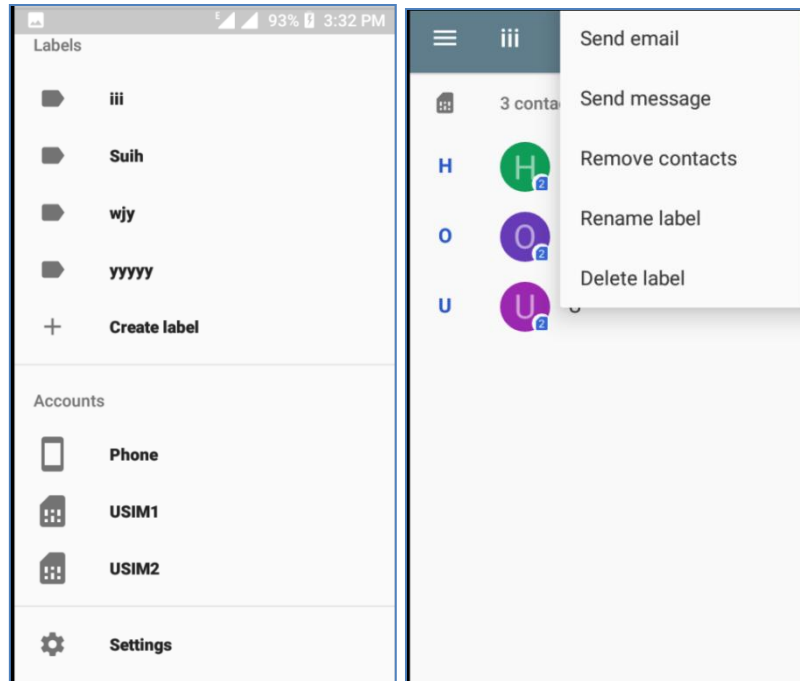 E 93% 3:32 PM
Labels
iii
Suih
wjy
yyyyy
Create label
Accounts
Phone
USIM1
USIM2
Settings
iii
Send email
Send message
Remove contacts
Rename label
Delete label
3 conta
H
H
2
O
O
2
U
U
2